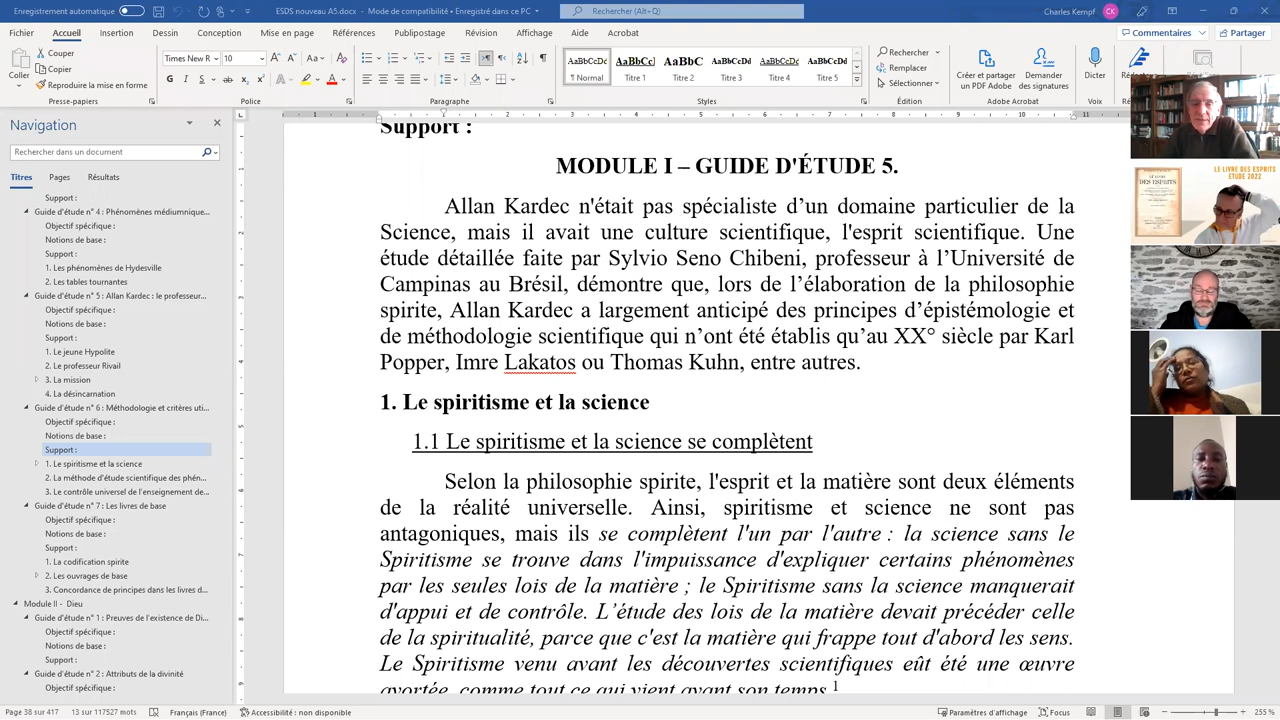 Enregistrement automatique
ESDS nouveau A5.docx - Mode de compatibilité • Enregistré dans ce PC
Rechercher (Alt+Q)
Charles Kempf
CK
Fichier Accueil Insertion Dessin Conception Mise en page Références Publipostage Révision Affichage Aide Acrobat
Commentaires
Partager
Coller
Couper
Copier
Reproduire la mise en forme
Presse-papiers
Times New R
10
Police
Paragraphe
AaBbCcDc
¶ Normal
AaBbCc
Titre 1
AaBbC
Titre 2
AaBbCcDd
Titre 3
AaBbCcDd
Titre 4
AaBbCcDd
Titre 5
Styles
Rechercher
Remplacer
Sélectionner
Édition
Créer et partager un PDF Adobe
Demander des signatures
Adobe Acrobat
Dicter
Voix
Navigation
Rechercher dans un document
Titres Pages Résultats
Support :
Guide d'étude n° 4 : Phénomènes médiumnique...
Objectif spécifique :
Notions de base :
Support :
1. Les phénomènes de Hydesville
2. Les tables tournantes
Guide d'étude n° 5 : Allan Kardec : le professeur...
Objectif spécifique :
Notions de base :
Support :
1. Le jeune Hypolite
2. Le professeur Rivail
3. La mission
4. La désincarnation
Guide d'étude n° 6 : Méthodologie et critères uti...
Objectif spécifique :
Notions de base :
Support :
1. Le spiritisme et la science
2. La méthode d'étude scientifique des phén...
3. Le contrôle universel de l'enseignement de...
Guide d'étude n° 7 : Les livres de base
Objectif spécifique :
Notions de base :
Support :
1. La codification spirite
2. Les ouvrages de base
3. Concordance de principes dans les livres d...
Module II - Dieu
Guide d'étude n° 1 : Preuves de l'existence de Di...
Objectif spécifique :
Notions de base :
Support :
Guide d'étude n° 2 : Attributs de la divinité
Objectif spécifique :
Support :
MODULE I – GUIDE D'ÉTUDE 5.
Allan Kardec n'était pas spécialiste d’un domaine particulier de la
Science, mais il avait une culture scientifique, l'esprit scientifique. Une
étude détaillée faite par Sylvio Seno Chibeni, professeur à l’Université de
Campinas au Brésil, démontre que, lors de l’élaboration de la philosophie
spirite, Allan Kardec a largement anticipé des principes d’épistémologie et
de méthodologie scientifique qui n’ont été établis qu’au XX° siècle par Karl
Popper, Imre Lakatos ou Thomas Kuhn, entre autres.
1. Le spiritisme et la science
1.1 Le spiritisme et la science se complètent
Selon la philosophie spirite, l'esprit et la matière sont deux éléments
de la réalité universelle. Ainsi, spiritisme et science ne sont pas
antagoniques, mais ils se complètent l'un par l'autre : la science sans le
Spiritisme se trouve dans l'impuissance d'expliquer certains phénomènes
par les seules lois de la matière ; le Spiritisme sans la science manquerait
d'appui et de contrôle. L’étude des lois de la matière devait précéder celle
de la spiritualité, parce que c'est la matière qui frappe tout d'abord les sens.
Le Spiritisme venu avant les découvertes scientifiques eût été une œuvre
avortée, comme tout ce qui vient avant son temps.1
LE LIVRE DES ESPRITS
ETUDE 2022
LE LIVRE
DES ESPRITS
Page 38 sur 417
13 sur 117527 mots
Français (France)
Accessibilité : non disponible
Paramètres d'affichage
Focus
255 %